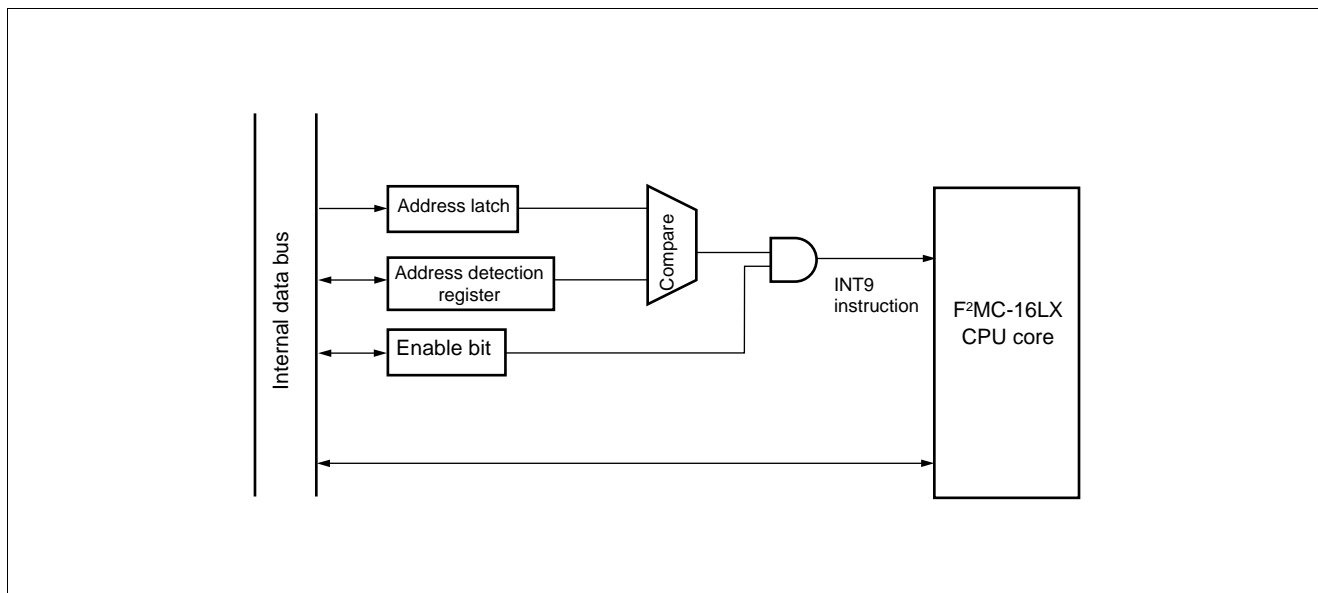 Internal data bus
Address latch
Address detection
register
Enable bit
Compare
INT9
instruction
F²MC-16LX
CPU core